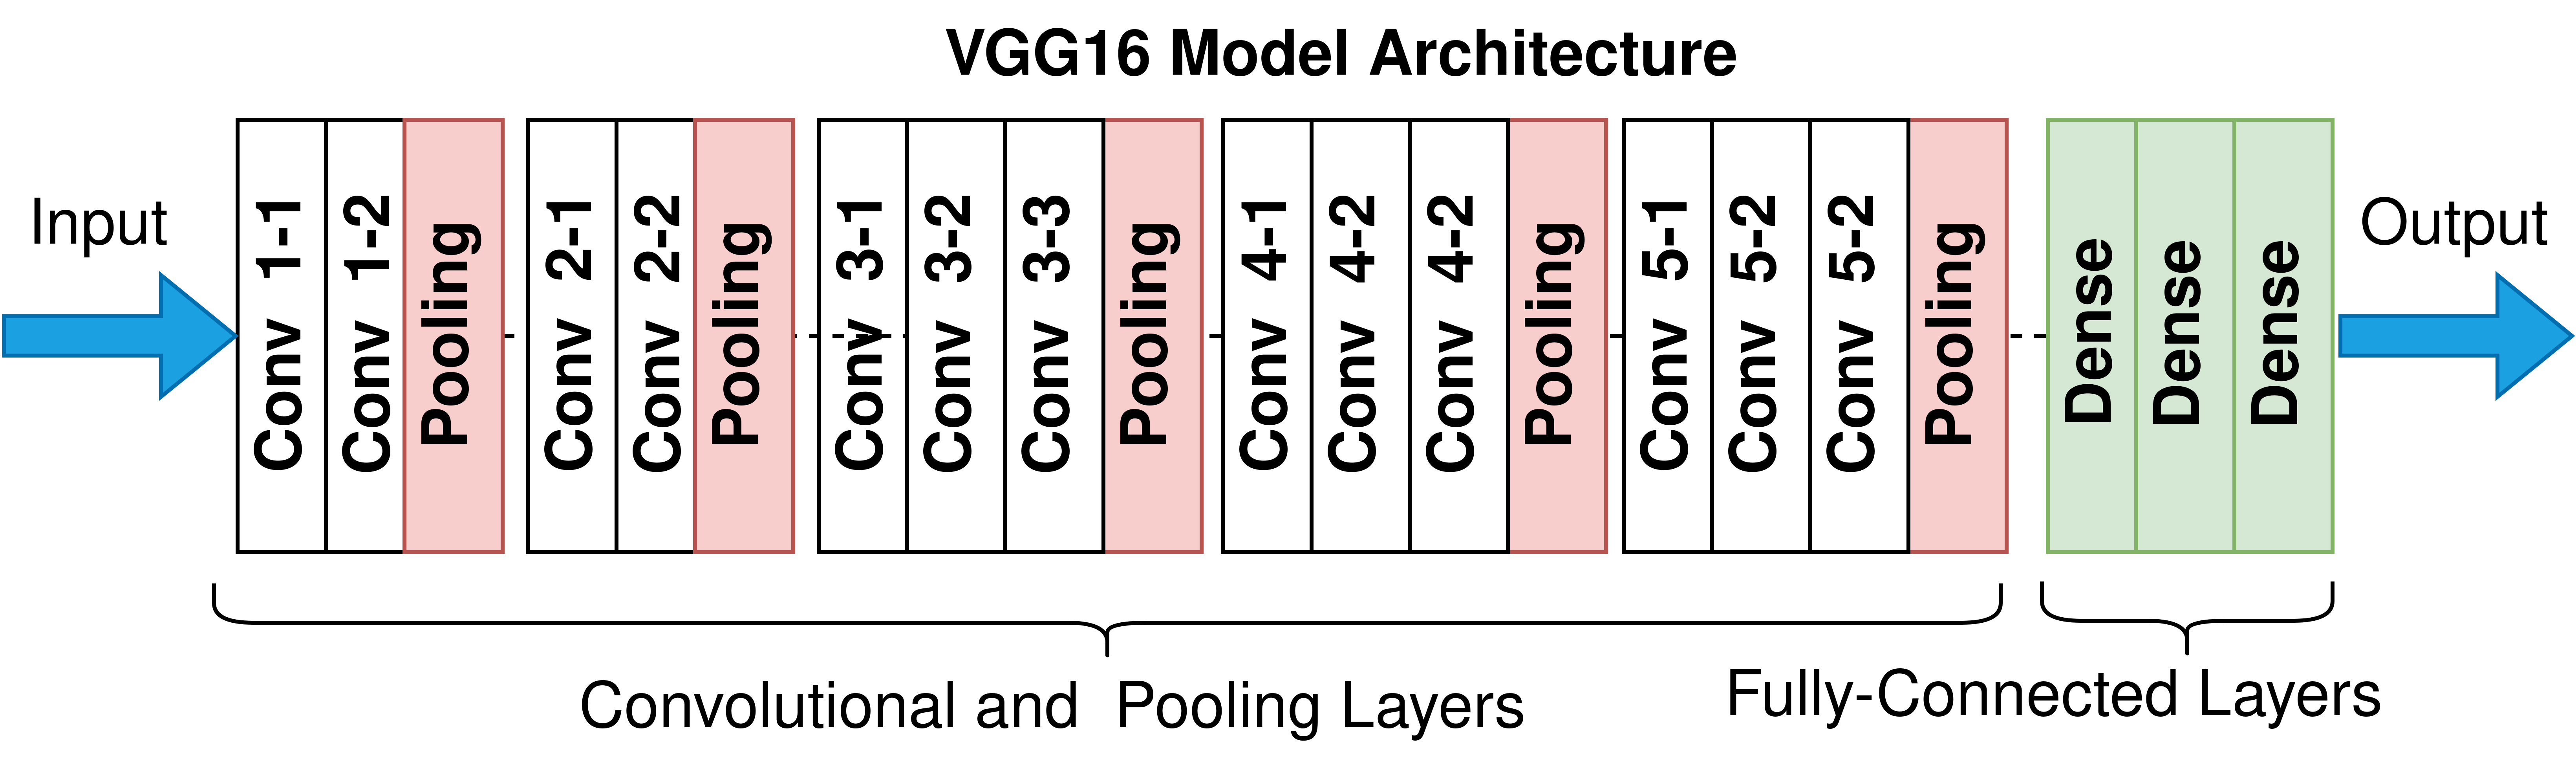 VGG16 Model Architecture
Input
Conv 1-1
Conv 1-2
Pooling
Conv 2-1
Conv 2-2
Pooling
Conv 3-1
Conv 3-2
Conv 3-3
Pooling
Conv 4-1
Conv 4-2
Conv 4-2
Pooling
Conv 5-1
Conv 5-2
Conv 5-2
Pooling
Dense
Dense
Dense
Output
Convolutional and Pooling Layers
Fully-Connected Layers